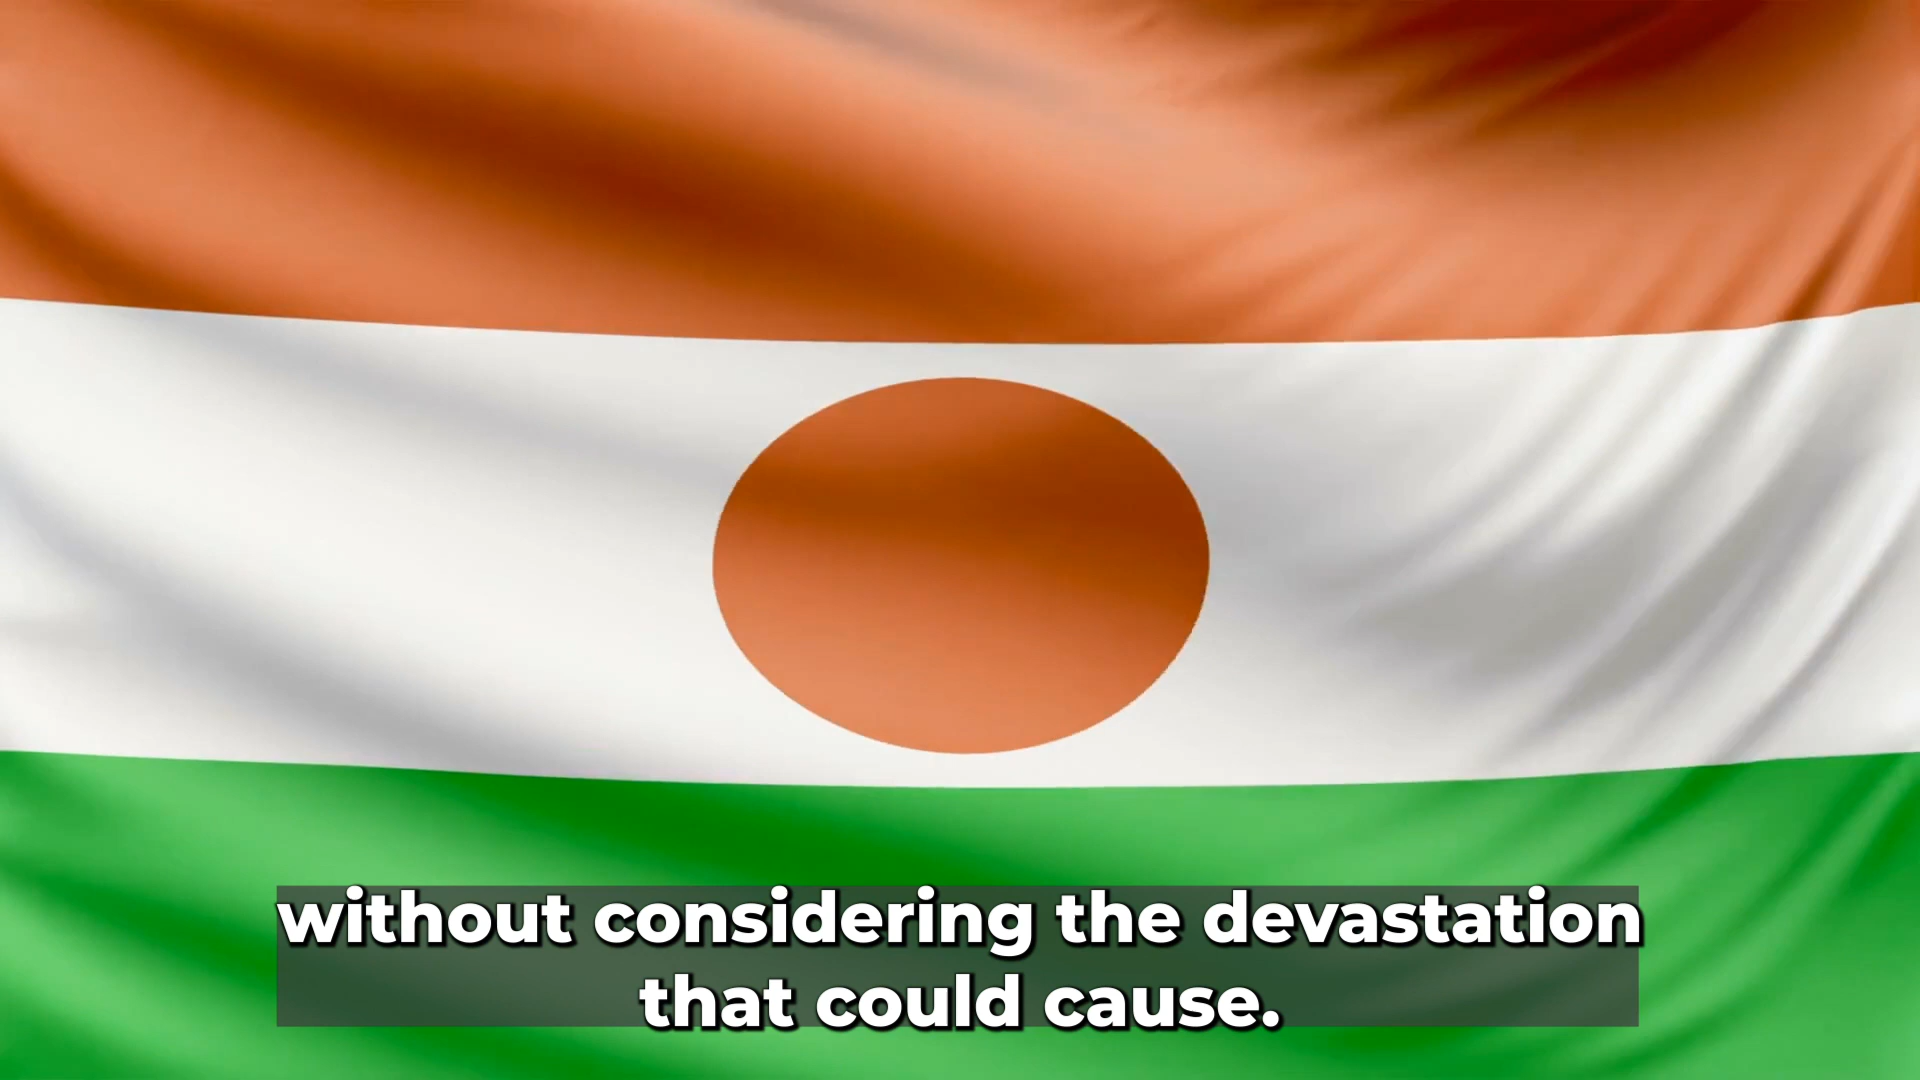 without considering the devastation
that could cause.